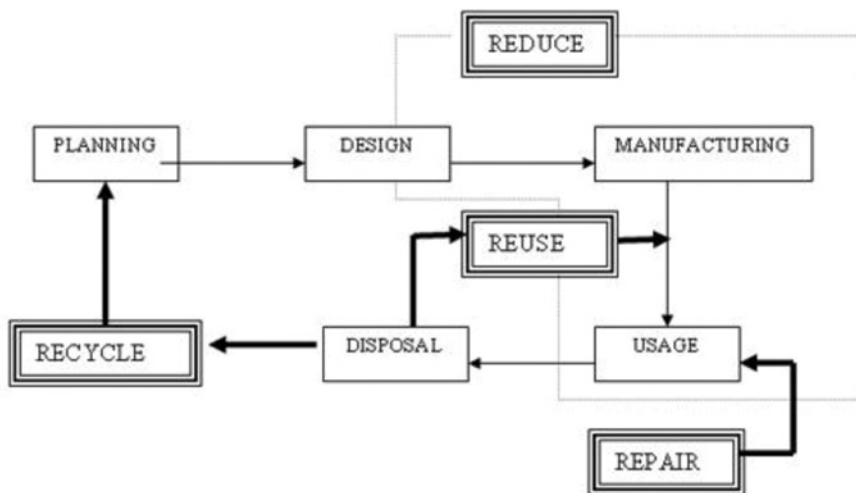 REDUCE
PLANNING
DESIGN
MANUFACTURING
REUSE
RECYCLE
DISPOSAL
USAGE
REPAIR